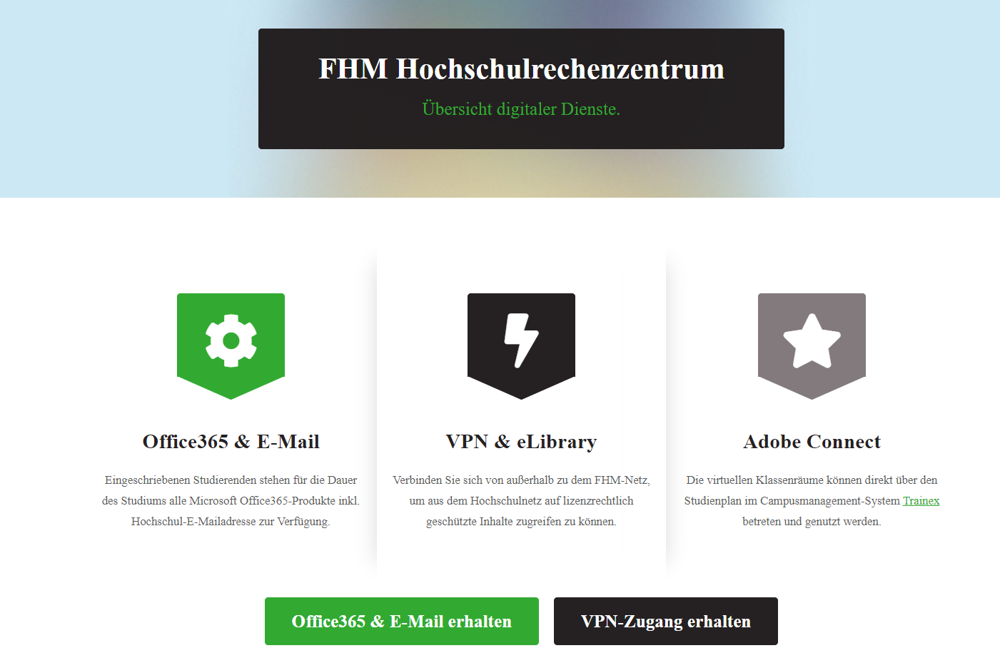 FHM Hochschulrechenzentrum
Übersicht digitaler Dienste.
Office365 & E-Mail
Eingeschriebenen Studierenden stehen für die Dauer
des Studiums alle Microsoft Office365-Produkte inkl.
Hochschul-E-Mailadresse zur Verfügung.
VPN & eLibrary
Verbinden Sie sich von außerhalb zu dem FHM-Netz,
um aus dem Hochschulnetz auf lizenzrechtlich
geschützte Inhalte zugreifen zu können.
Adobe Connect
Die virtuellen Klassenräume können direkt über den
Studienplan im Campusmanagement-System Trainex
betreten und genutzt werden.
Office365 & E-Mail erhalten
VPN-Zugang erhalten